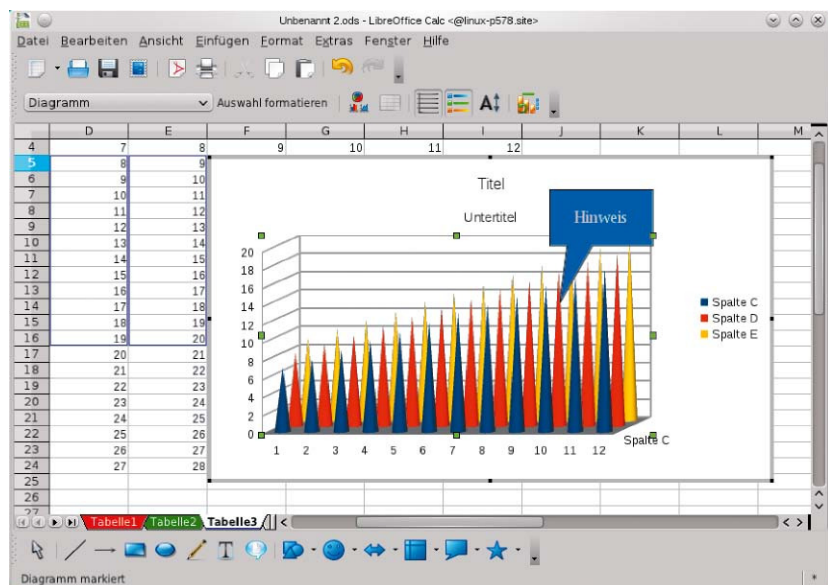 Unbenannt 2.ods - LibreOffice Calc <@linux-p578.site>
Datei Bearbeiten Ansicht Einfügen Format Extras Fenster Hilfe
Diagramm Auswahl formatieren
D E F G H I J K L M
4 7 8 9 10 11 12
5 8 9
6 9 10
7 10 11
8 11 12
9 12 13
10 13 14
11 14 15
12 15 16
13 16 17
14 17 18
15 18 19
16 19 20
17 20 21
18 21 22
19 22 23
20 23 24
21 24 25
22 25 26
23 26 27
24 27 28
25
26
27
Titel
Untertitel
Hinweis
20
18
16
14
12
10
8
6
4
2
0
1 2 3 4 5 6 7 8 9 10 11 12
Spalte C
Spalte C
Spalte D
Spalte E
Tabelle1 Tabelle2 Tabelle3
Diagramm markiert